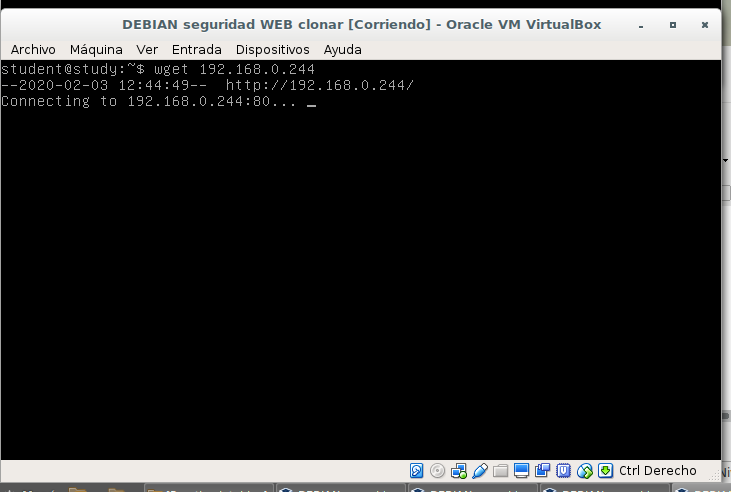 DEBIAN seguridad WEB clonar [Corriendo] - Oracle VM VirtualBox
Archivo Máquina Ver Entrada Dispositivos Ayuda
student@study:~$ wget 192.168.0.244
--2020-02-03 12:44:49-- http://192.168.0.244/
Connecting to 192.168.0.244:80... _
Ctrl Derecho